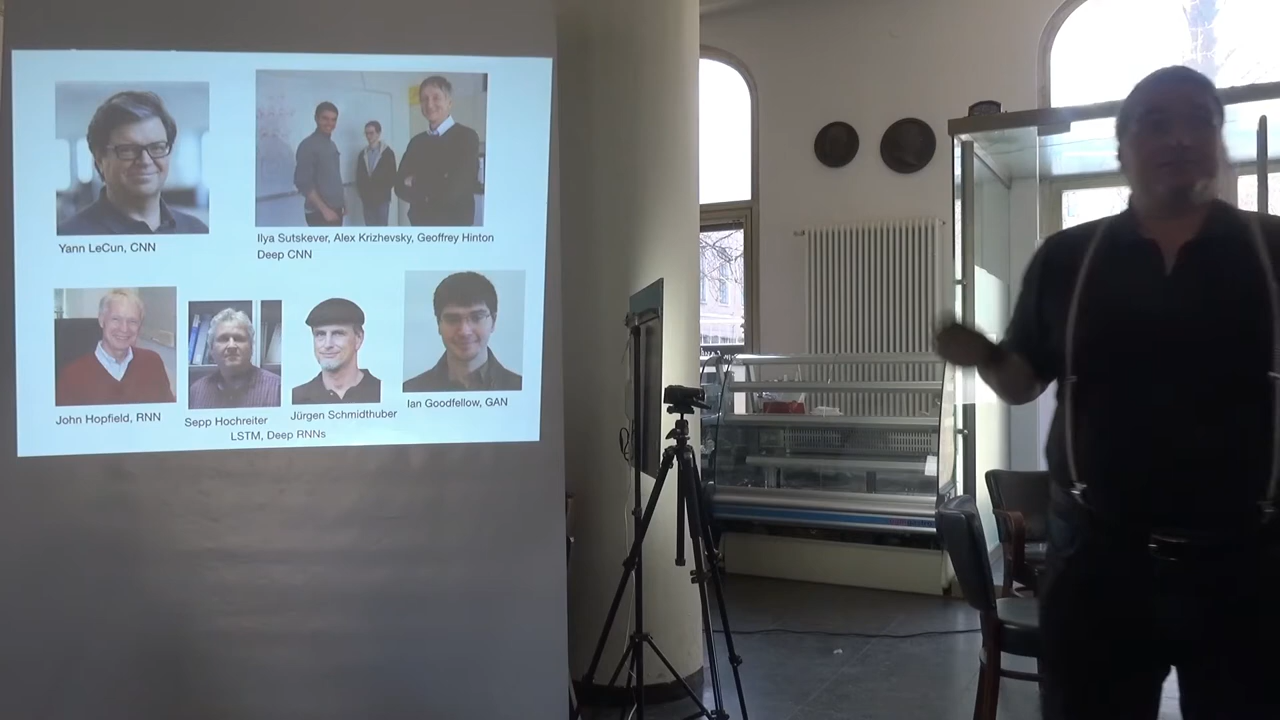 Yann LeCun, CNN
Ilya Sutskever, Alex Krizhevsky, Geoffrey Hinton
Deep CNN
John Hopfield, RNN
Sepp Hochreiter
Jürgen Schmidthuber
LSTM, Deep RNNs
Ian Goodfellow, GAN